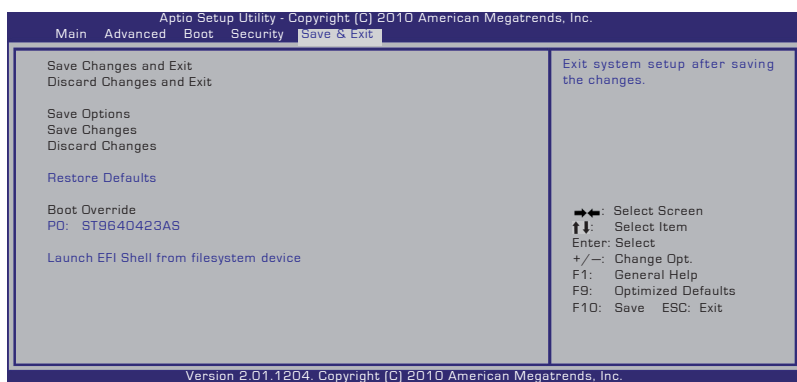 Aptio Setup Utility - Copyright (C) 2010 American Megatrends, Inc.
Main Advanced Boot Security Save & Exit
Save Changes and Exit
Discard Changes and Exit
Save Options
Save Changes
Discard Changes
Restore Defaults
Boot Override
P0: ST9640423AS
Launch EFI Shell from filesystem device
Exit system setup after saving
the changes.
→←: Select Screen
↑↓: Select Item
Enter: Select
+/—: Change Opt.
F1: General Help
F9: Optimized Defaults
F10: Save ESC: Exit
Version 2.01.1204. Copyright (C) 2010 American Megatrends, Inc.